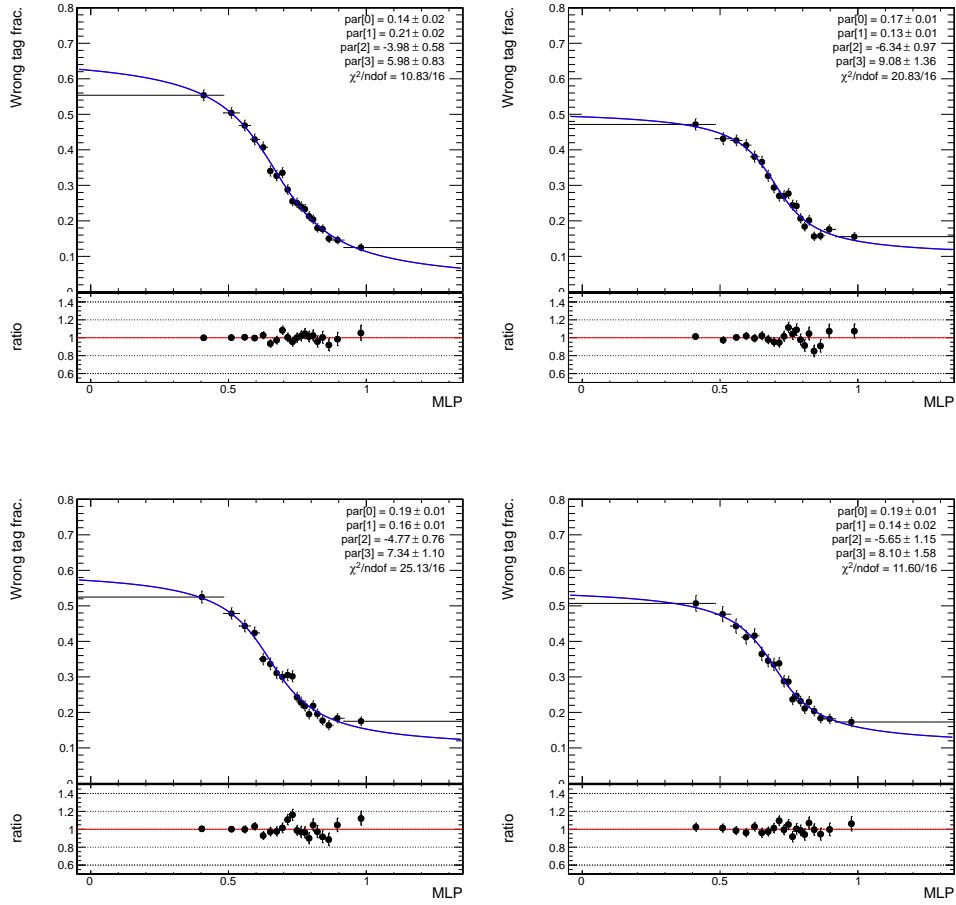 Wrong tag frac.
0.8
0.7
0.6
0.5
0.4
0.3
0.2
0.1
0
par[0] = 0.14 ± 0.02
par[1] = 0.21 ± 0.02
par[2] = -3.98 ± 0.58
par[3] = 5.98 ± 0.83
χ²/ndof = 10.83/16
ratio
1.4
1.2
1
0.8
0.6
0 0.5 1
MLP
Wrong tag frac.
0.8
0.7
0.6
0.5
0.4
0.3
0.2
0.1
0
par[0] = 0.17 ± 0.01
par[1] = 0.13 ± 0.01
par[2] = -6.34 ± 0.97
par[3] = 9.08 ± 1.36
χ²/ndof = 20.83/16
ratio
1.4
1.2
1
0.8
0.6
0 0.5 1
MLP
Wrong tag frac.
0.8
0.7
0.6
0.5
0.4
0.3
0.2
0.1
0
par[0] = 0.19 ± 0.01
par[1] = 0.16 ± 0.01
par[2] = -4.77 ± 0.76
par[3] = 7.34 ± 1.10
χ²/ndof = 25.13/16
ratio
1.4
1.2
1
0.8
0.6
0 0.5 1
MLP
Wrong tag frac.
0.8
0.7
0.6
0.5
0.4
0.3
0.2
0.1
0
par[0] = 0.19 ± 0.01
par[1] = 0.14 ± 0.02
par[2] = -5.65 ± 1.15
par[3] = 8.10 ± 1.58
χ²/ndof = 11.60/16
ratio
1.4
1.2
1
0.8
0.6
0 0.5 1
MLP